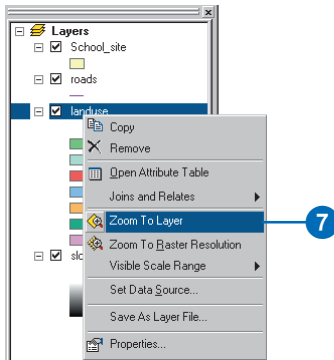 Layers
School_site
roads
landuse
Copy
Remove
Open Attribute Table
Joins and Relates
Zoom To Layer
7
Zoom To Raster Resolution
Visible Scale Range
Set Data Source...
Save As Layer File...
Properties...